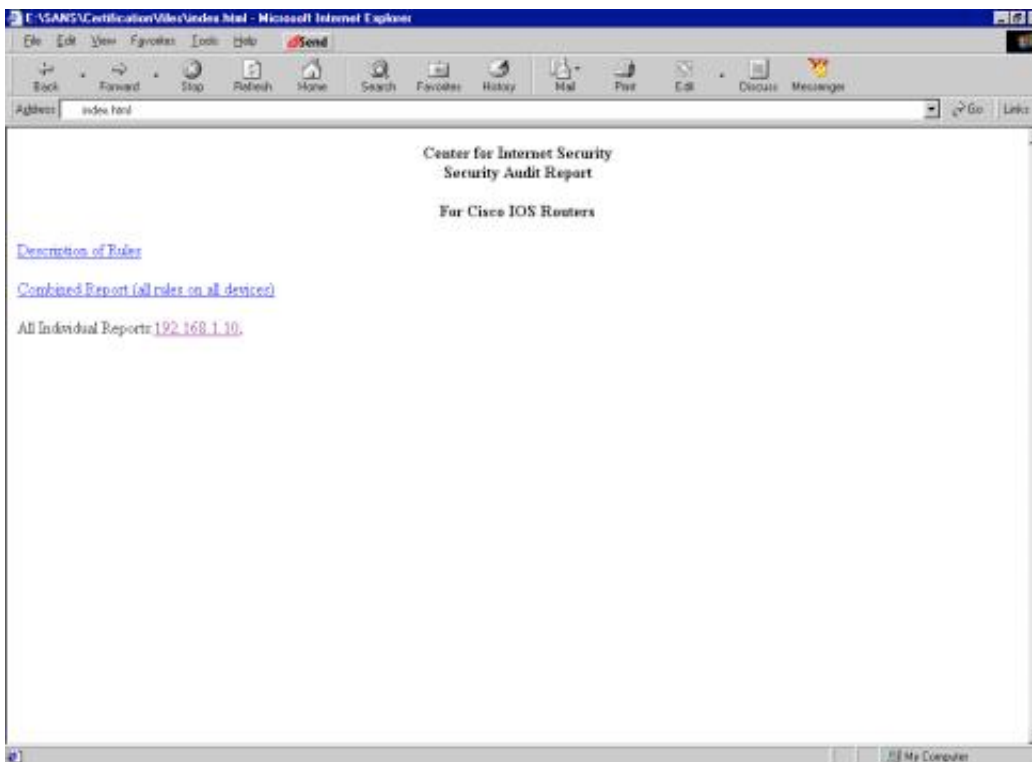 E:\SANS\Certification\files\index.html - Microsoft Internet Explorer
File Edit View Favorites Tools Help Send
Back Forward Stop Refresh Home Search Favorites History Mail Print Edit Discuss Messenger
Address index.html Go Links
Center for Internet Security
Security Audit Report
For Cisco IOS Routers
Description of Rules
Combined Report (all rules on all devices)
All Individual Reports 192.168.1.10.
My Computer